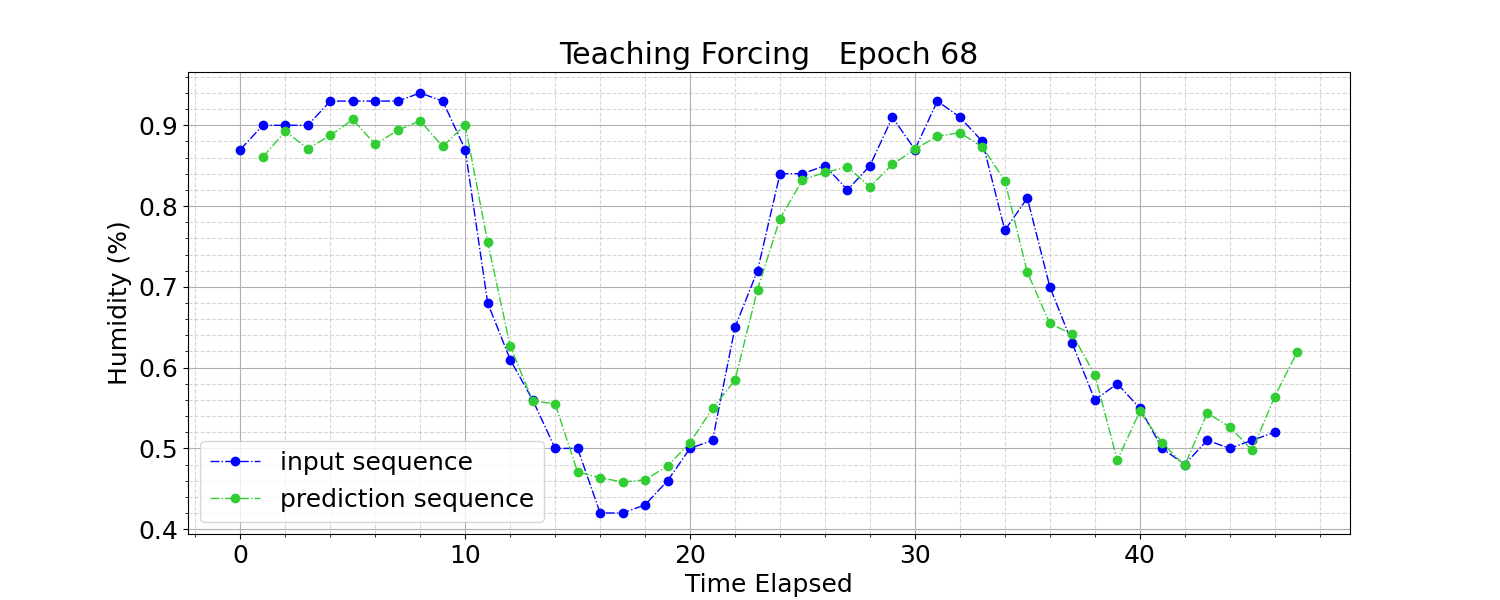 Teaching Forcing   Epoch 68
Humidity (%)
0.9
0.8
0.7
0.6
0.5
0.4
input sequence
prediction sequence
0 10 20 30 40
Time Elapsed